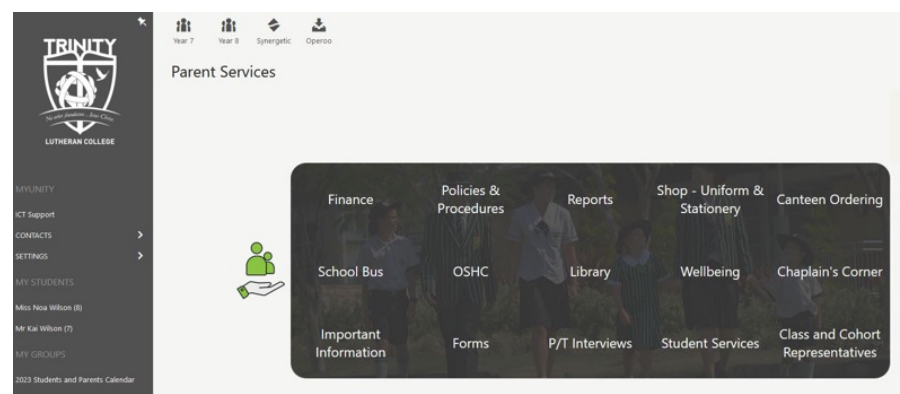 TRINITY
LUTHERAN COLLEGE
MYUNITY
ICT Support
CONTACTS
SETTINGS
MY STUDENTS
Miss Noa Wilson (8)
Mr Kai Wilson (7)
MY GROUPS
2023 Students and Parents Calendar
Year 7 Year 8 Synergetic Operoo
Parent Services
Finance
Policies &
Procedures
Reports
Shop - Uniform &
Stationery
Canteen Ordering
School Bus
OSHC
Library
Wellbeing
Chaplain's Corner
Important
Information
Forms
P/T Interviews
Student Services
Class and Cohort
Representatives